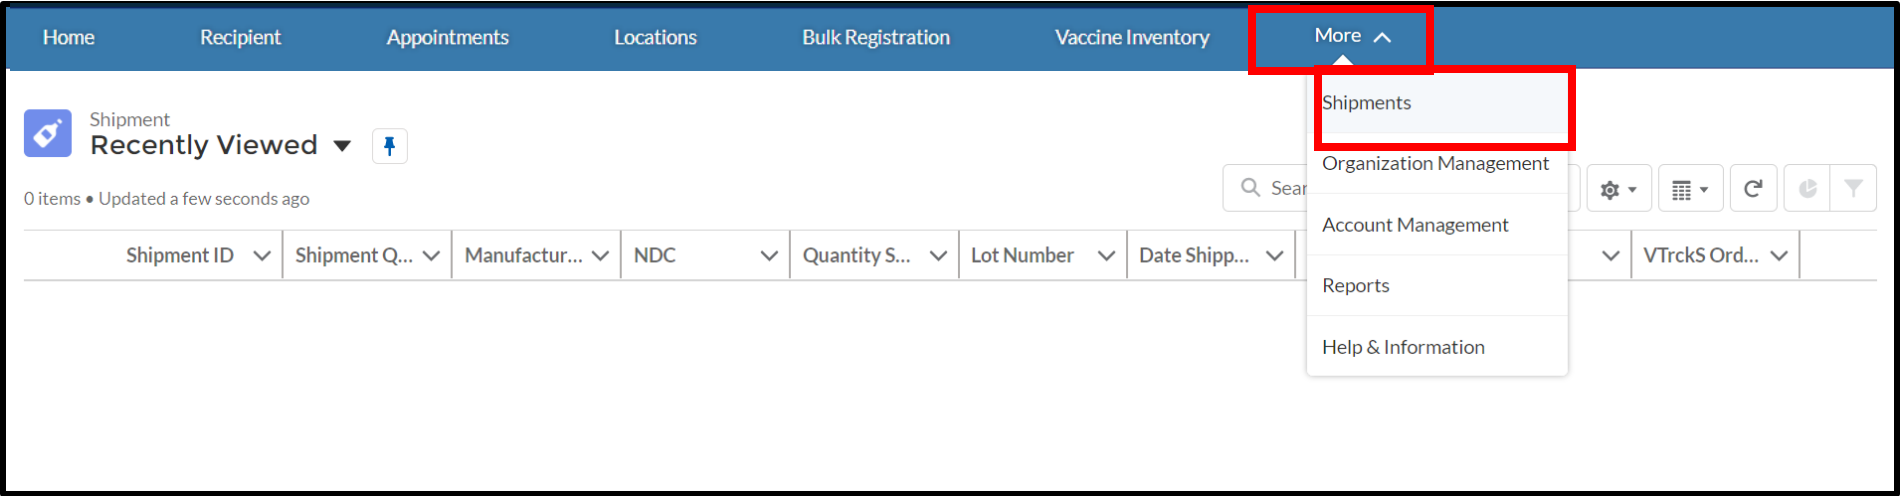 Home Recipient Appointments Locations Bulk Registration Vaccine Inventory More
Shipments
Organization Management
Account Management
Reports
Help & Information
Shipment
Recently Viewed
0 items • Updated a few seconds ago
Sear
Shipment ID Shipment Q... Manufactur... NDC Quantity S... Lot Number Date Shipp... VTrckS Ord...